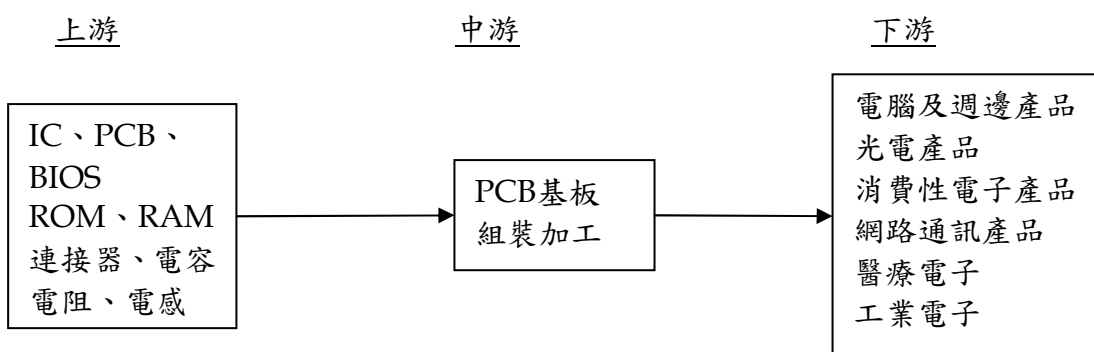 上游
中游
下游
IC、PCB、
BIOS
ROM、RAM
連接器、電容
電阻、電感
PCB基板
組裝加工
電腦及週邊產品
光電產品
消費性電子產品
網路通訊產品
醫療電子
工業電子